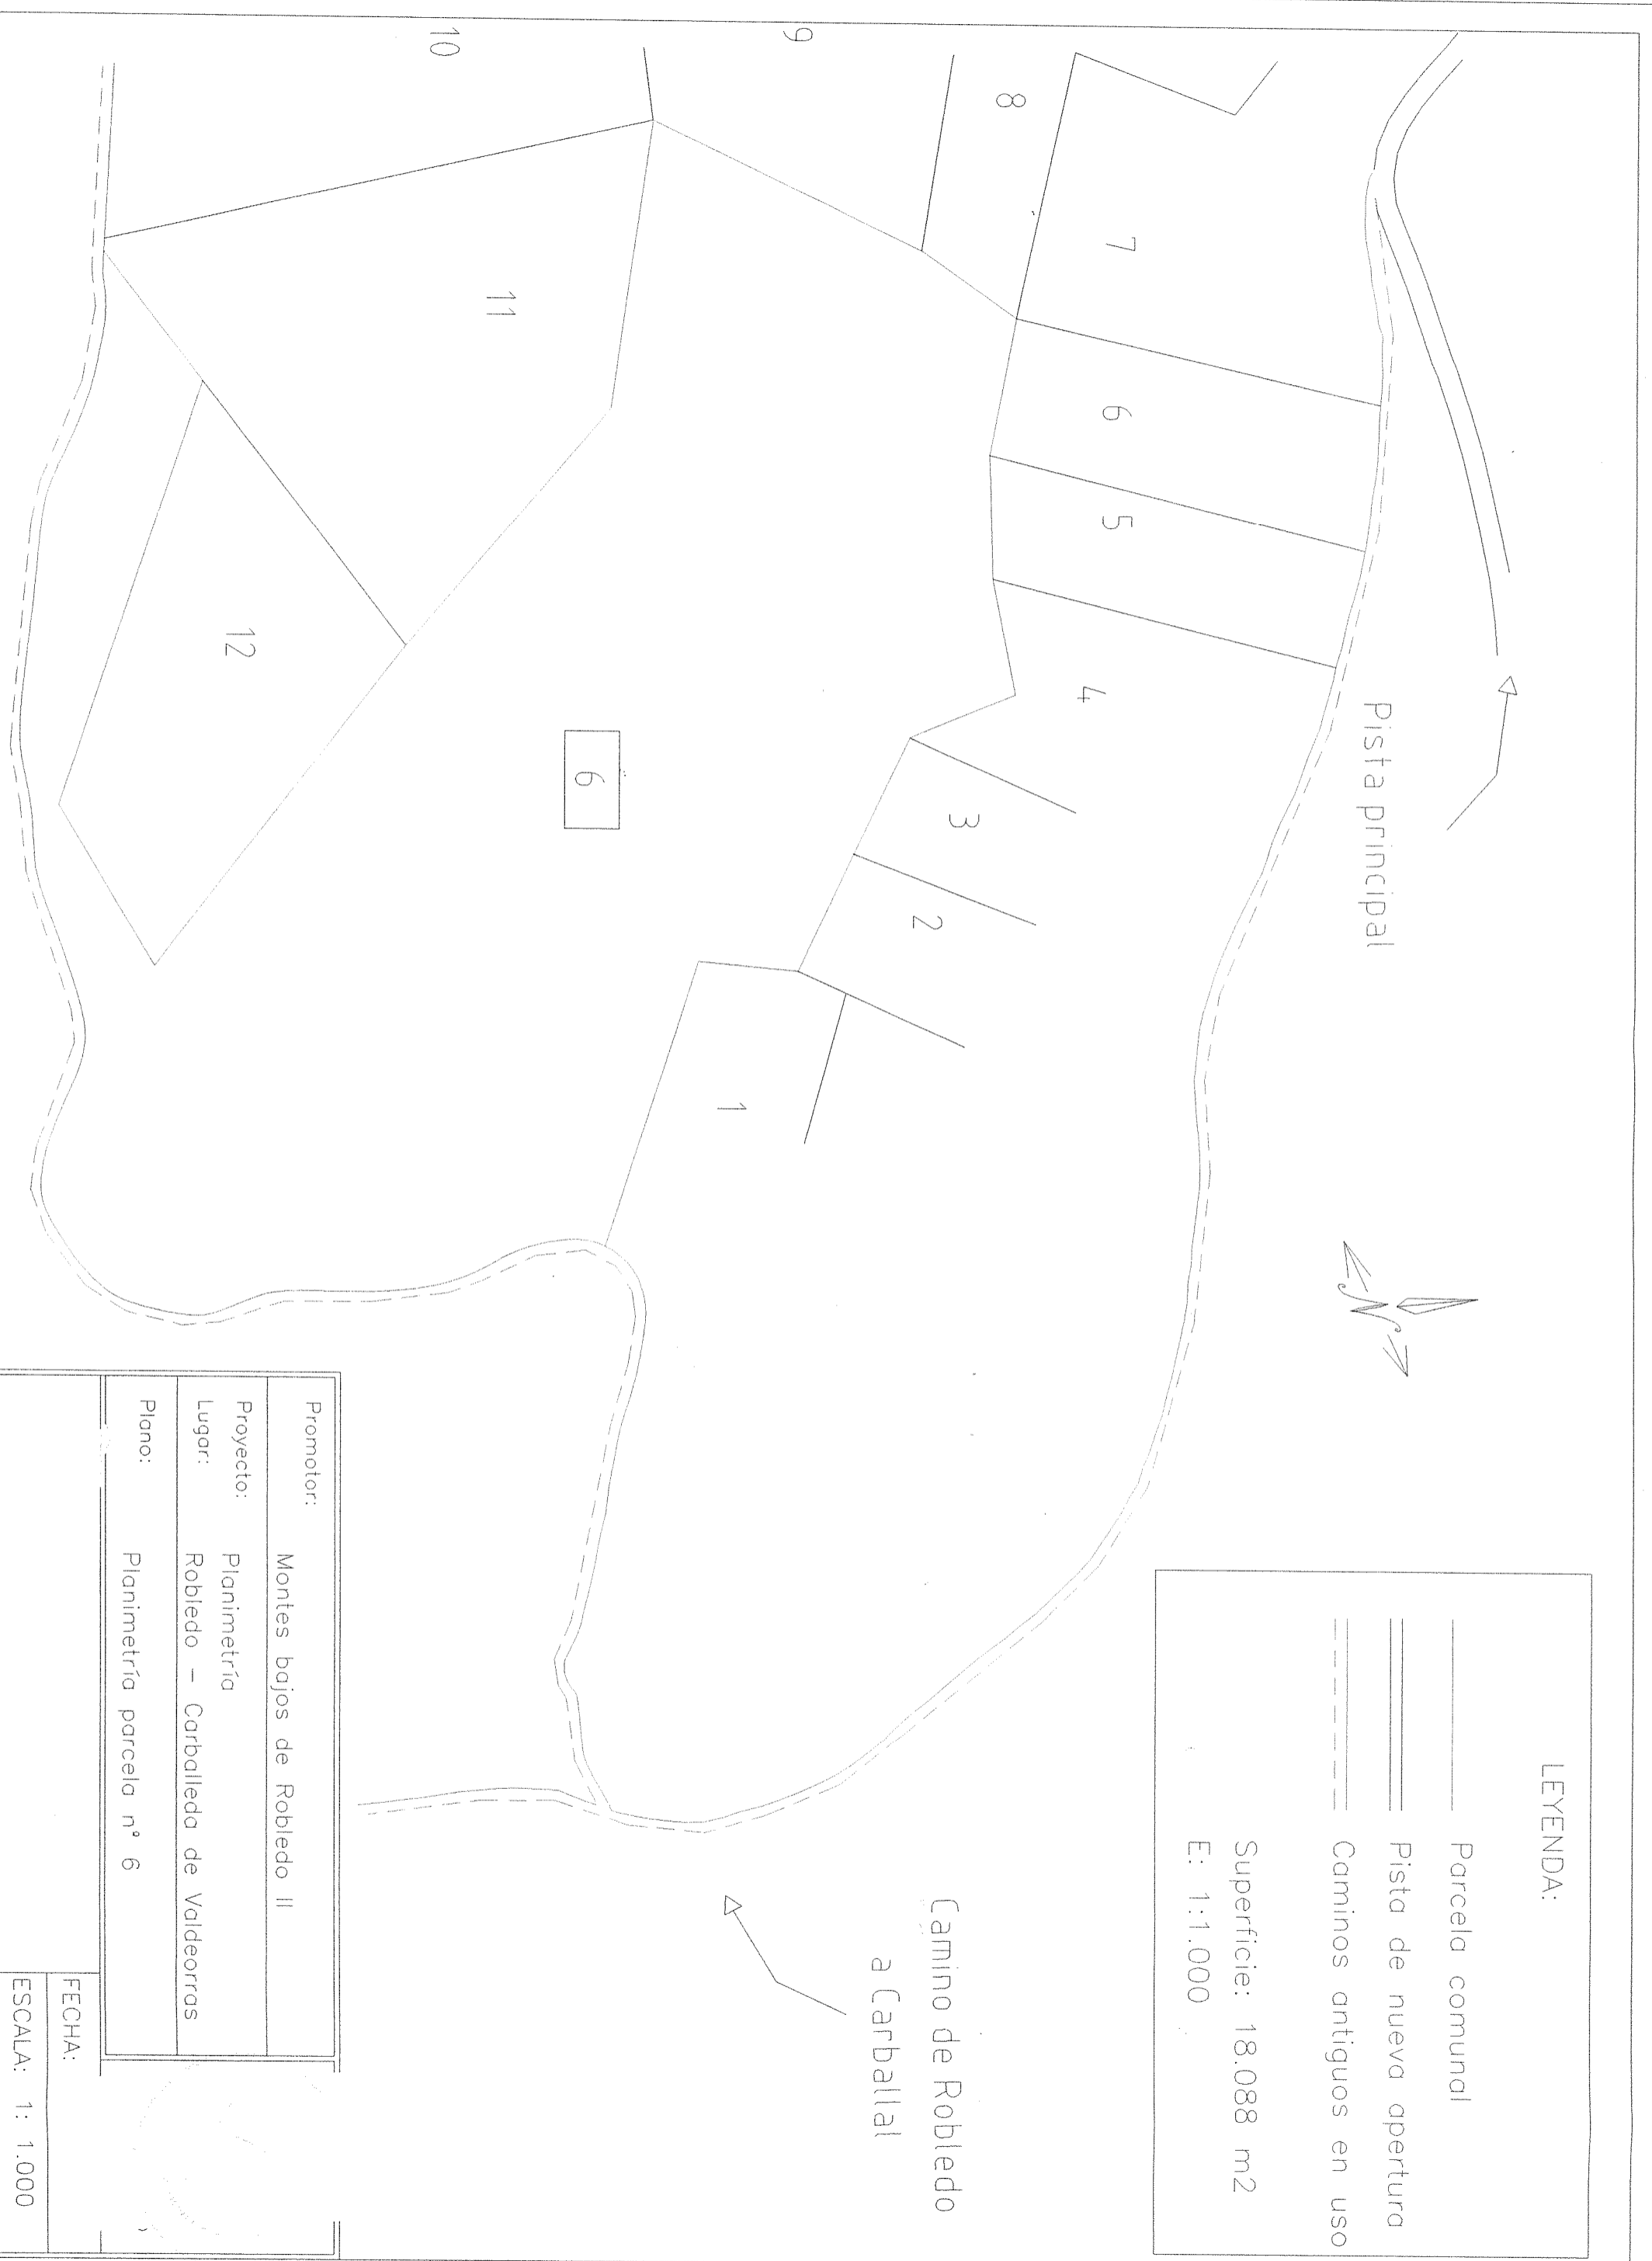 10
9
8
7
11
6
5
12
4
6
3
2
1
Pista principal
N
LEYENDA:
Parcela comunal
Pista de nueva apertura
Caminos antiguos en uso
Superficie: 18.088 m2
E: 1:1.000
Camino de Robledo
a Carballal
Promotor:
Montes bajos de Robledo II
Proyecto: Planimetría
Lugar: Robledo - Carballeda de Valdeorras
Plano: Planimetría parcela nº 6
FECHA:
ESCALA: 1: 1.000